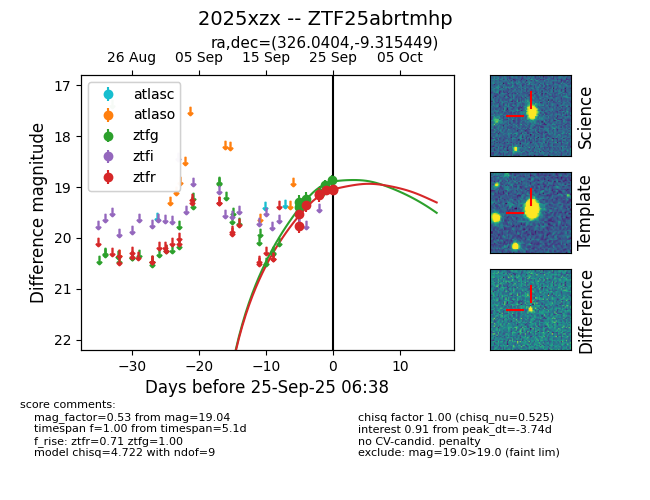 2025xzx -- ZTF25abrtmhp
ra,dec=(326.0404,-9.315449)
26 Aug 05 Sep 15 Sep 25 Sep 05 Oct
17
18
19
20
21
22
Difference magnitude
atlasc
atlaso
ztfg
ztfi
ztfr
−30 −20 −10 0 10
Days before 25-Sep-25 06:38
Science
Template
Difference
score comments:
mag_factor=0.53 from mag=19.04
timespan f=1.00 from timespan=5.1d
f_rise: ztfr=0.71 ztfg=1.00
model chisq=4.722 with ndof=9
chisq factor 1.00 (chisq_nu=0.525)
interest 0.91 from peak_dt=-3.74d
no CV-candid. penalty
exclude: mag=19.0>19.0 (faint lim)